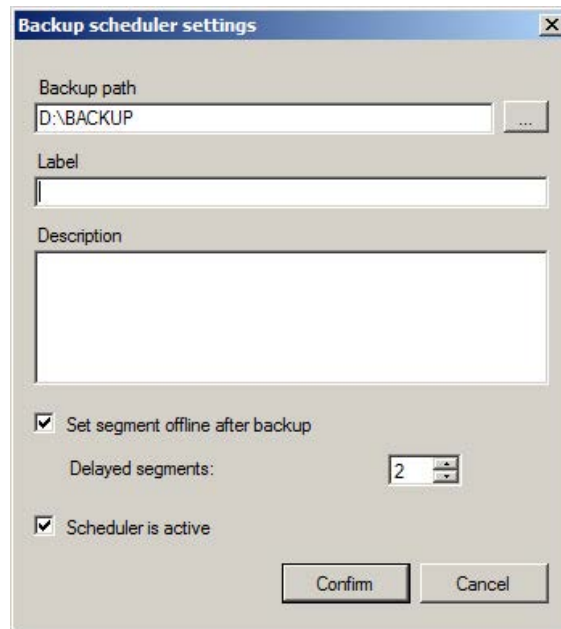 Backup scheduler settings
Backup path
D:\BACKUP
...
Label
Description
Set segment offline after backup
Delayed segments:
2
Scheduler is active
Confirm
Cancel